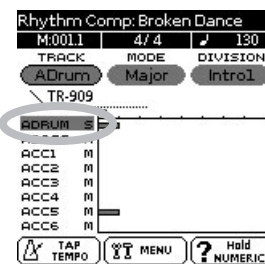 Rhythm Comp:Broken Dance
M:001.1 4/4 ♩ 130
TRACK MODE DIVISION
ADrum Major Intro1
TR-909
ADRUM S
ACC1 M
ACC2 M
ACC3 M
ACC4 M
ACC5 M
ACC6 M
TAP TEMPO MENU ? Hold NUMERIC